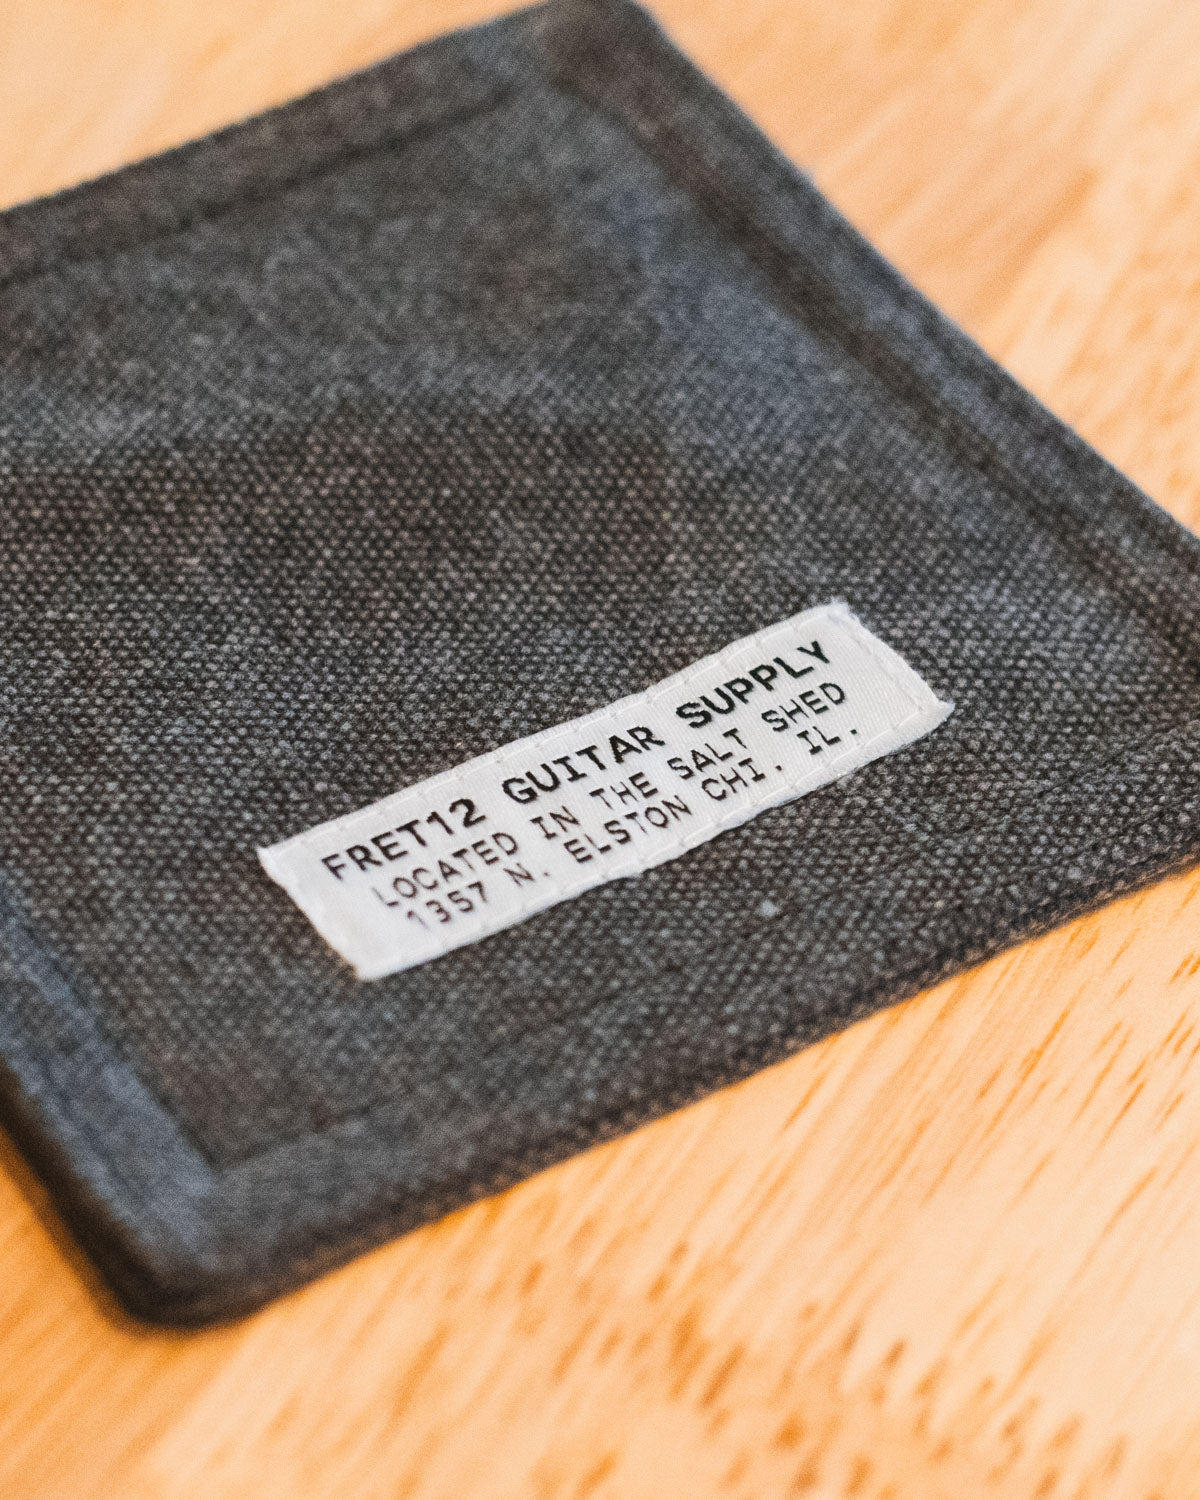 FRET12 GUITAR SUPPLY
LOCATED IN THE SALT SHED
1357 N. ELSTON CHI. IL.